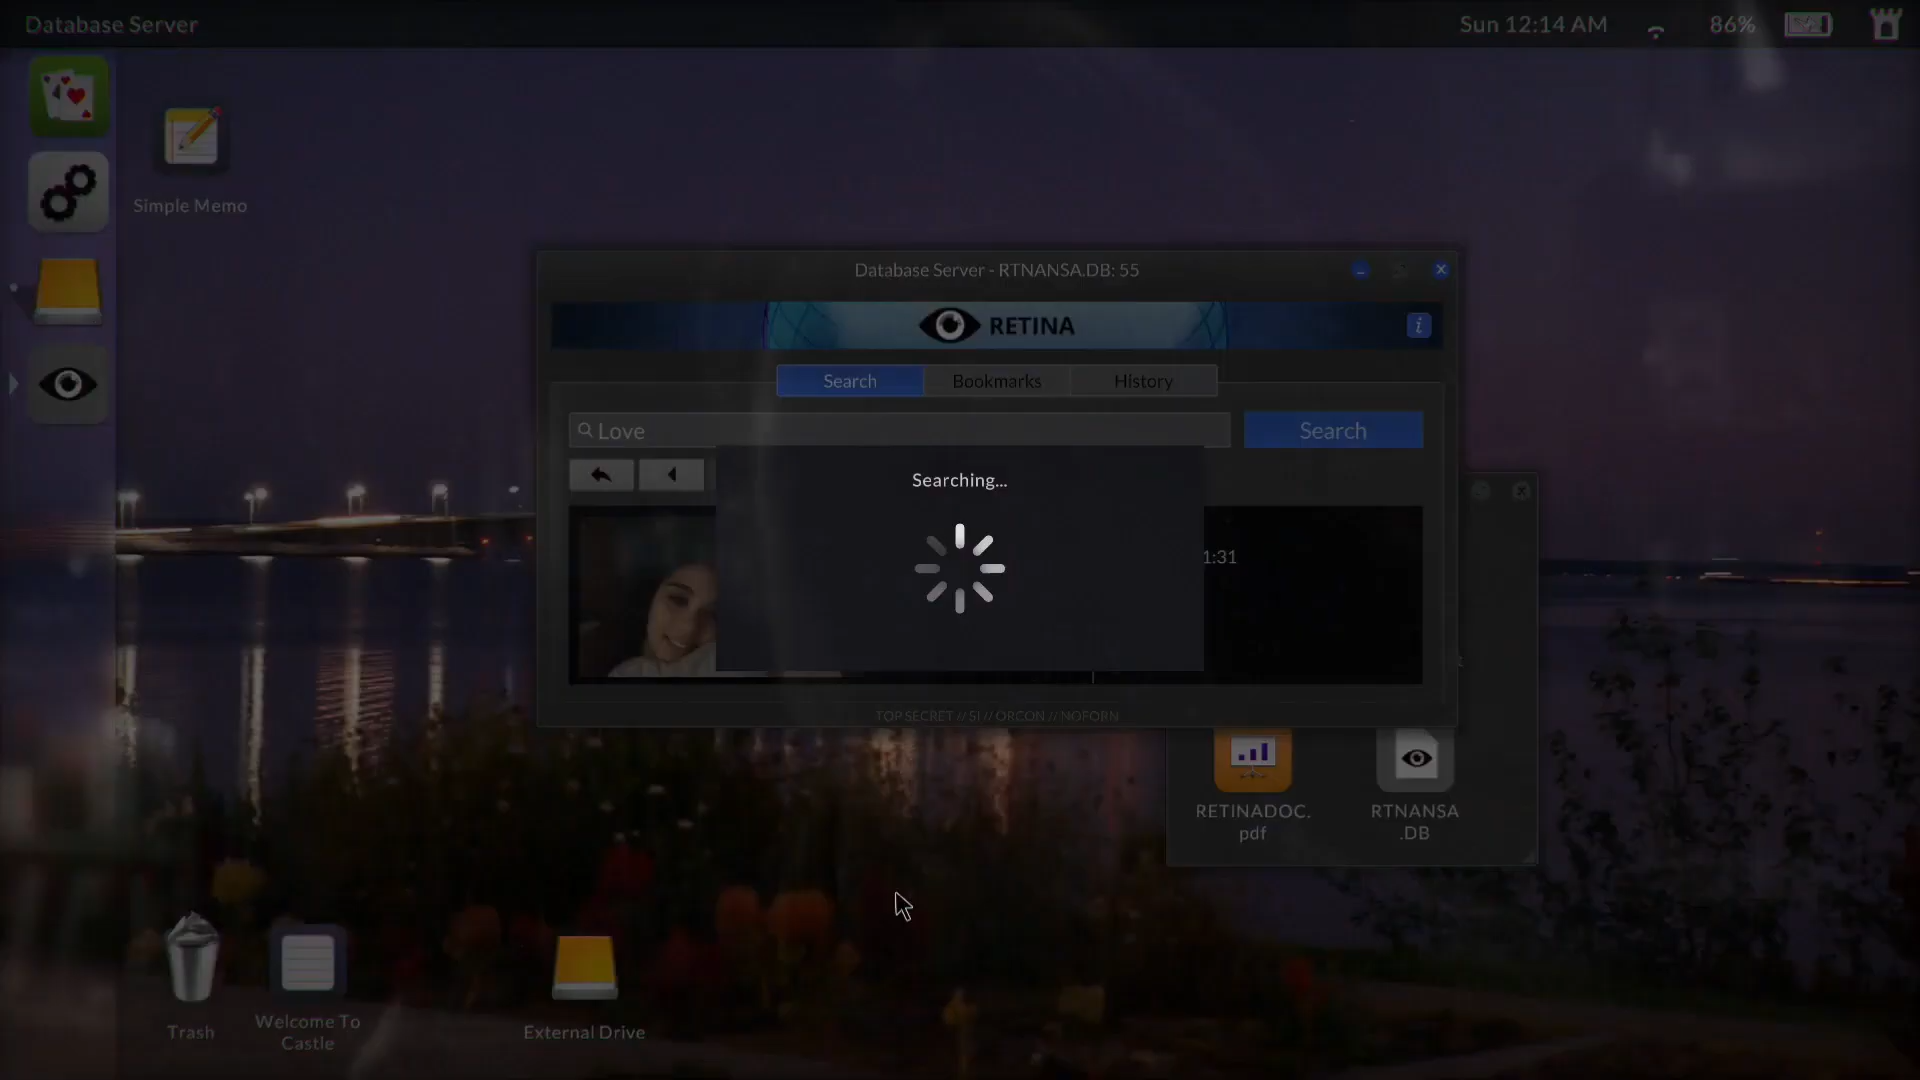 Database Server
Sun 12:14 AM
86%
Simple Memo
Database Server - RTNANSA.DB: 55
RETINA
i
Search
Bookmarks
History
Love
Search
Searching...
1:31
TOP SECRET // SI // ORCON // NOFORN
RETINADOC.
pdf
RTNANSA
.DB
Trash
Welcome To
Castle
External Drive